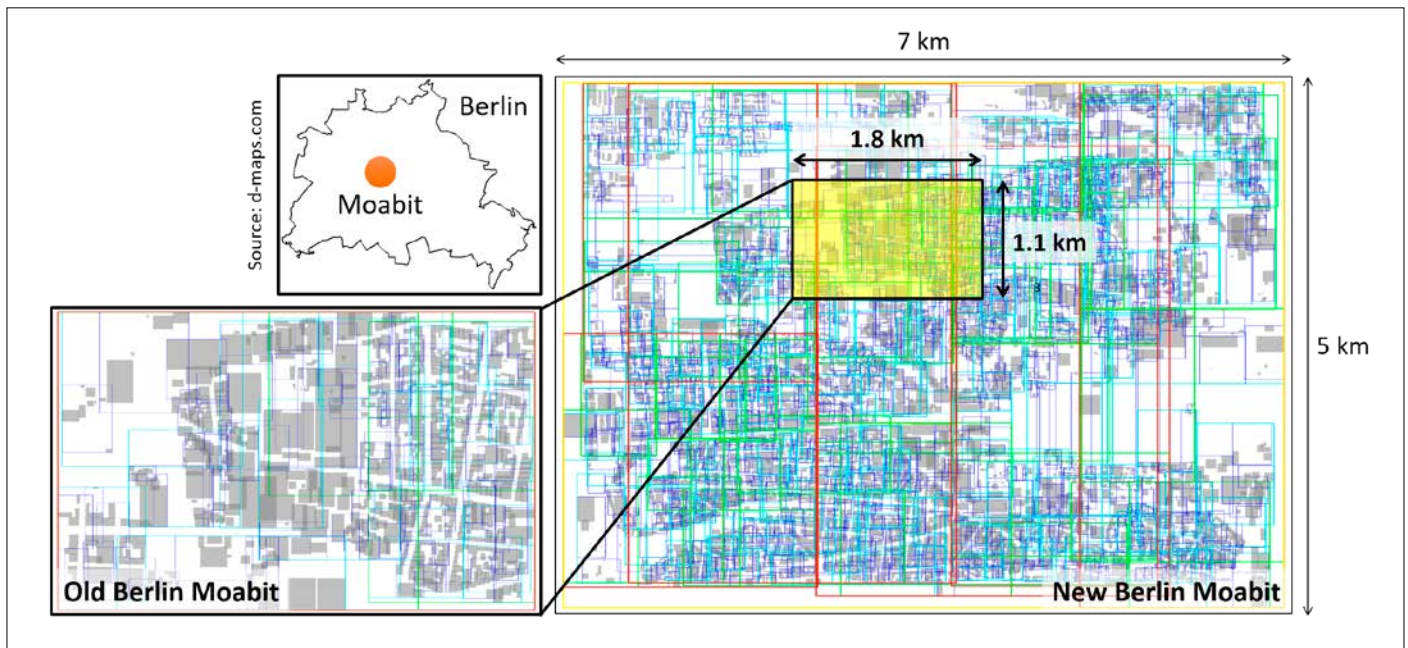 7 km
Berlin
Moabit
Source: d-maps.com
1.8 km
1.1 km
5 km
Old Berlin Moabit
New Berlin Moabit